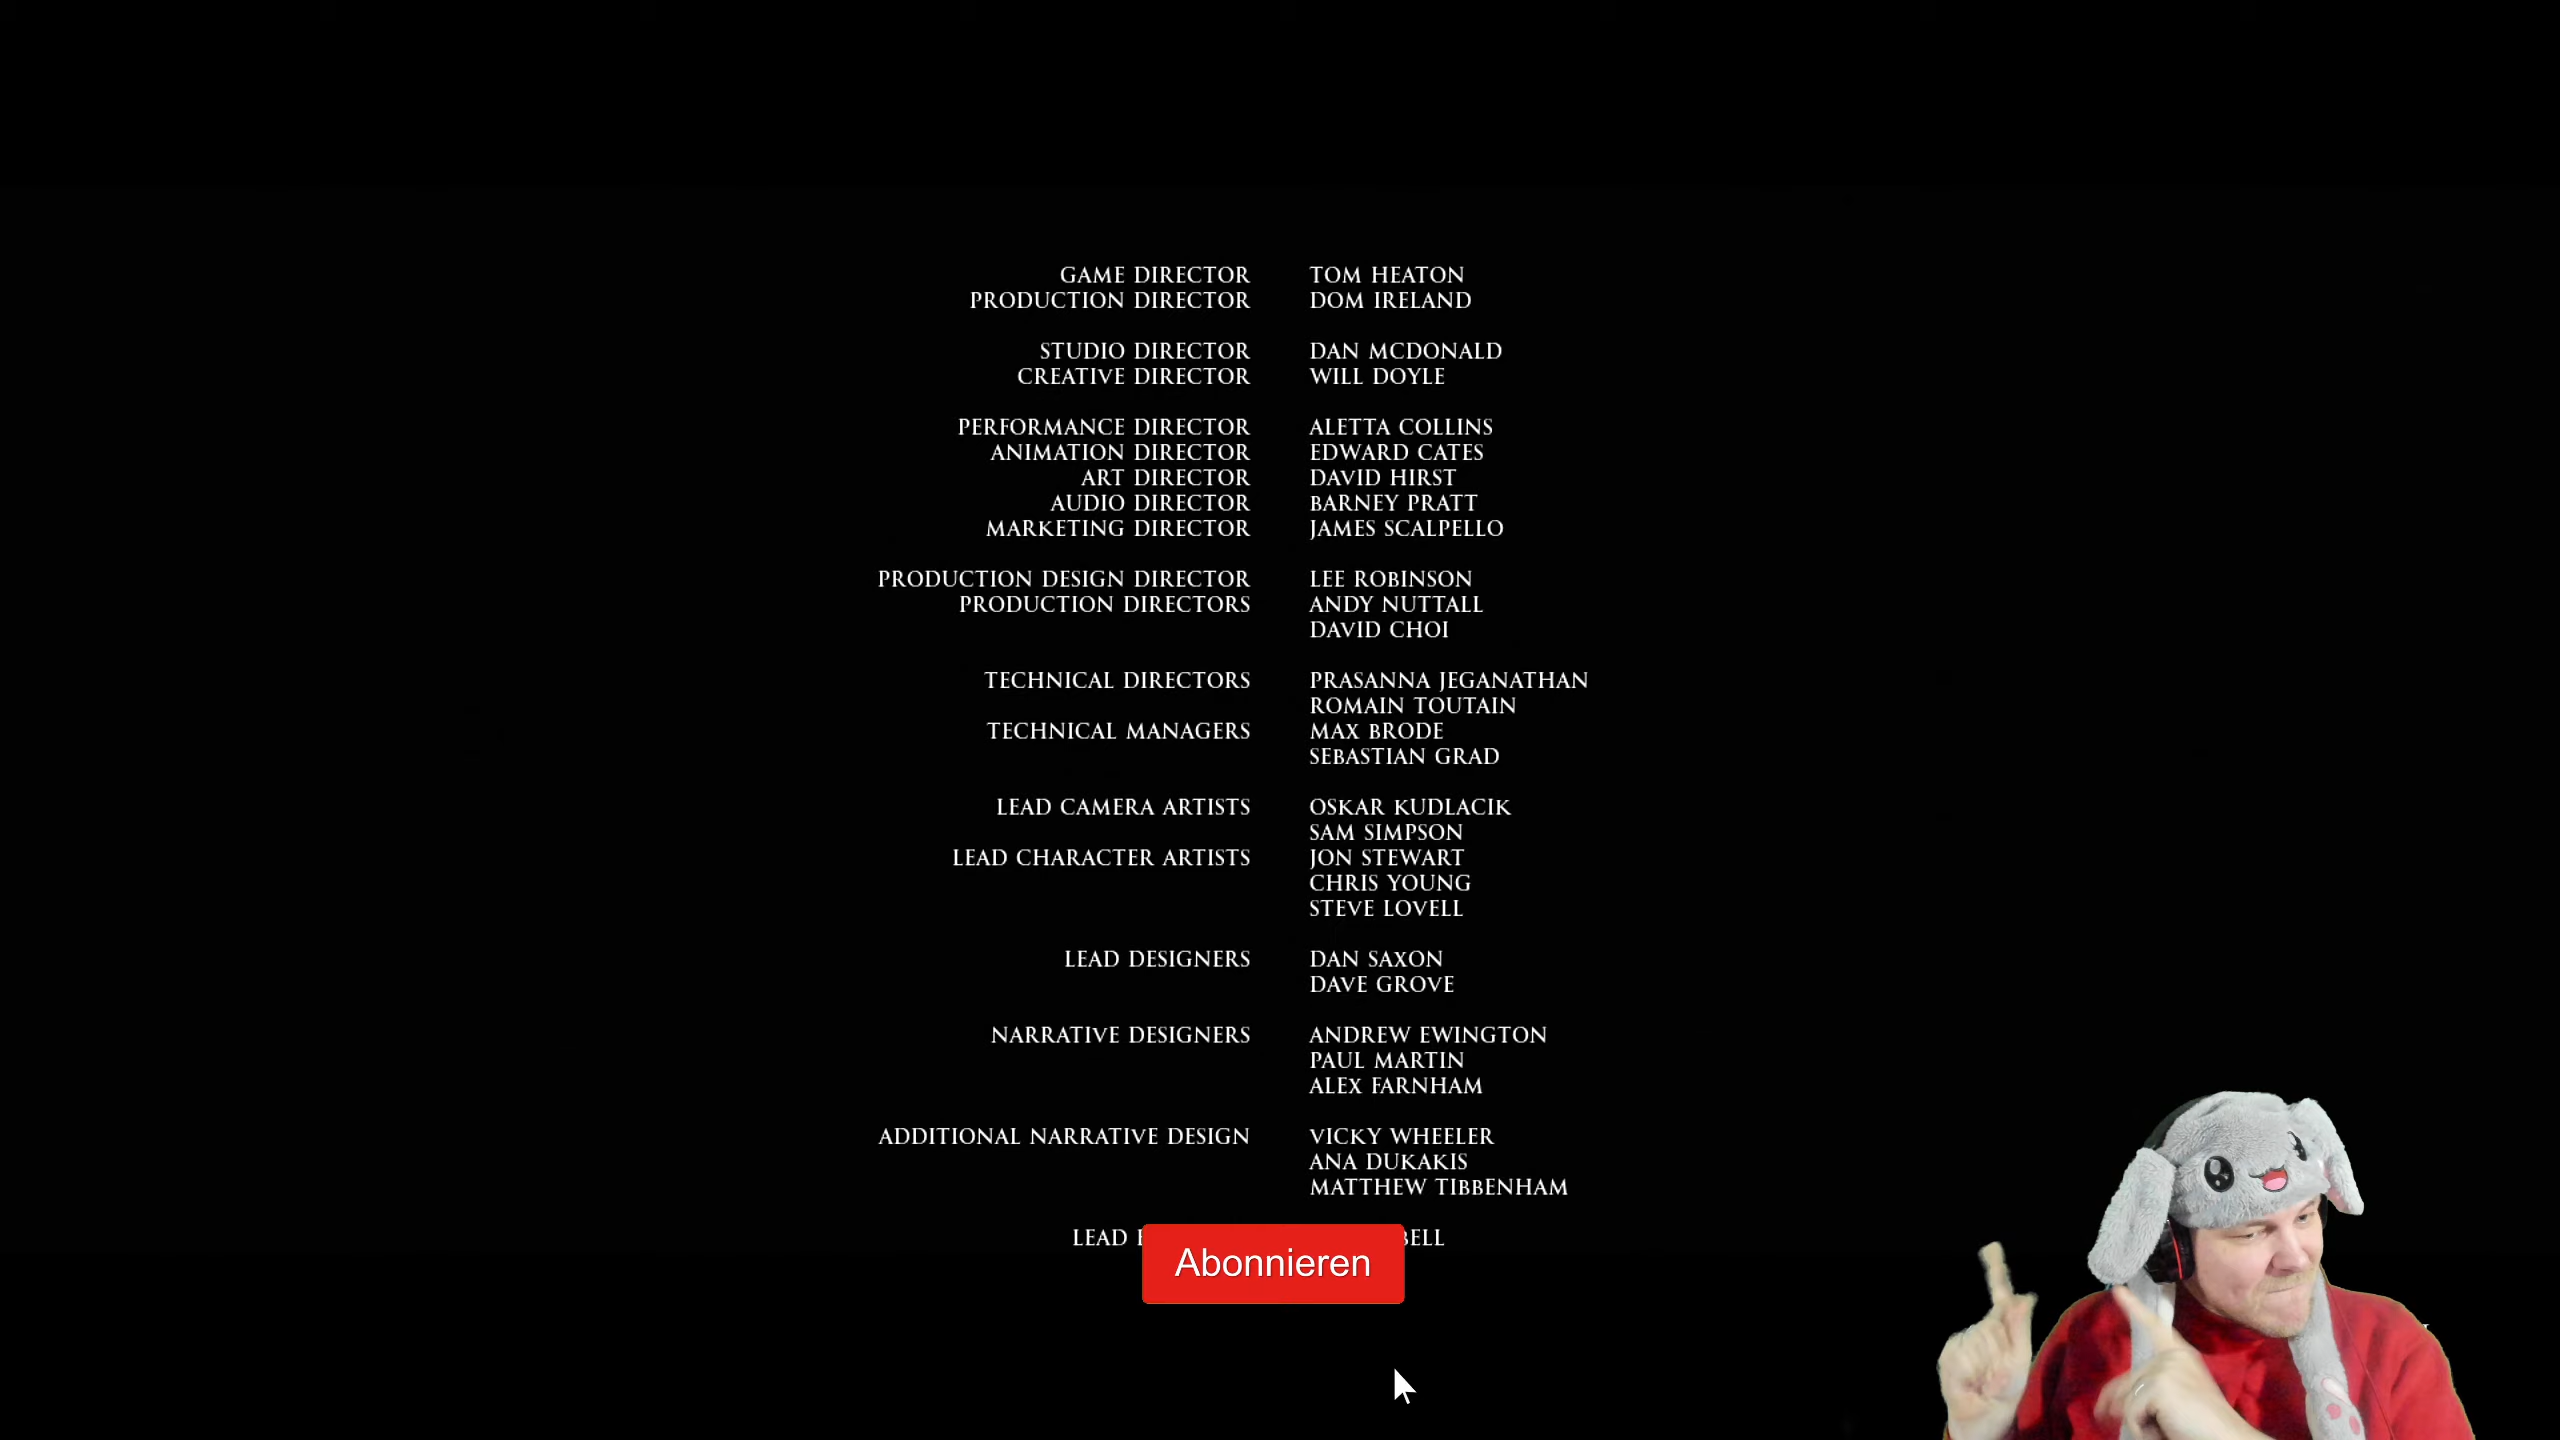 GAME DIRECTOR TOM HEATON
PRODUCTION DIRECTOR DOM IRELAND
STUDIO DIRECTOR DAN MCDONALD
CREATIVE DIRECTOR WILL DOYLE
PERFORMANCE DIRECTOR ALETTA COLLINS
ANIMATION DIRECTOR EDWARD CATES
ART DIRECTOR DAVID HIRST
AUDIO DIRECTOR BARNEY PRATT
MARKETING DIRECTOR JAMES SCALPELLO
PRODUCTION DESIGN DIRECTOR LEE ROBINSON
PRODUCTION DIRECTORS ANDY NUTTALL
DAVID CHOI
TECHNICAL DIRECTORS PRASANNA JEGANATHAN
ROMAIN TOUTAIN
TECHNICAL MANAGERS MAX BRODE
SEBASTIAN GRAD
LEAD CAMERA ARTISTS OSKAR KUDLACIK
SAM SIMPSON
LEAD CHARACTER ARTISTS JON STEWART
CHRIS YOUNG
STEVE LOVELL
LEAD DESIGNERS DAN SAXON
DAVE GROVE
NARRATIVE DESIGNERS ANDREW EWINGTON
PAUL MARTIN
ALEX FARNHAM
ADDITIONAL NARRATIVE DESIGN VICKY WHEELER
ANA DUKAKIS
MATTHEW TIBBENHAM
LEAD
Abonnieren